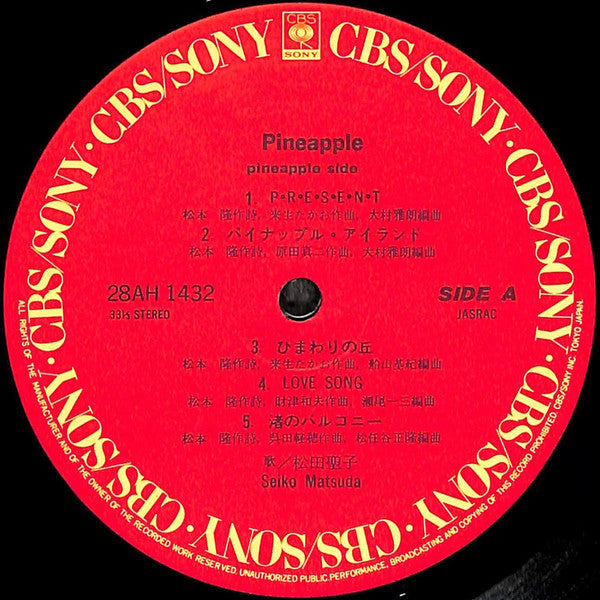 CBS
SONY
CBS/SONY · CBS/SONY · CBS/SONY · CBS/SONY · CBS/SONY · CBS/SONY · CBS/SONY · CBS/SONY
Pineapple
pineapple side
1. P・R・E・S・E・N・T
松本 隆作詩, 来生たかお作曲, 大村雅朗編曲
2. パイナップル・アイランド
松本 隆作詩, 原田真二作曲, 大村雅朗編曲
28AH 1432
33⅓ STEREO
SIDE A
JASRAC
3. ひまわりの丘
松本 隆作詩, 来生たかお作曲, 船山基紀編曲
4. LOVE SONG
松本 隆作詩, 財津和夫作曲, 瀬尾一三編曲
5. 渚のバルコニー
松本 隆作詩, 呉田軽穂作曲, 松任谷正隆編曲
歌／松田聖子
Seiko Matsuda
ALL RIGHTS OF THE MANUFACTURER AND OF THE OWNER OF THE RECORDED WORK RESERVED. UNAUTHORIZED PUBLIC PERFORMANCE, BROADCASTING AND COPYING OF THIS RECORD PROHIBITED. CBS/SONY INC. TOKYO JAPAN.